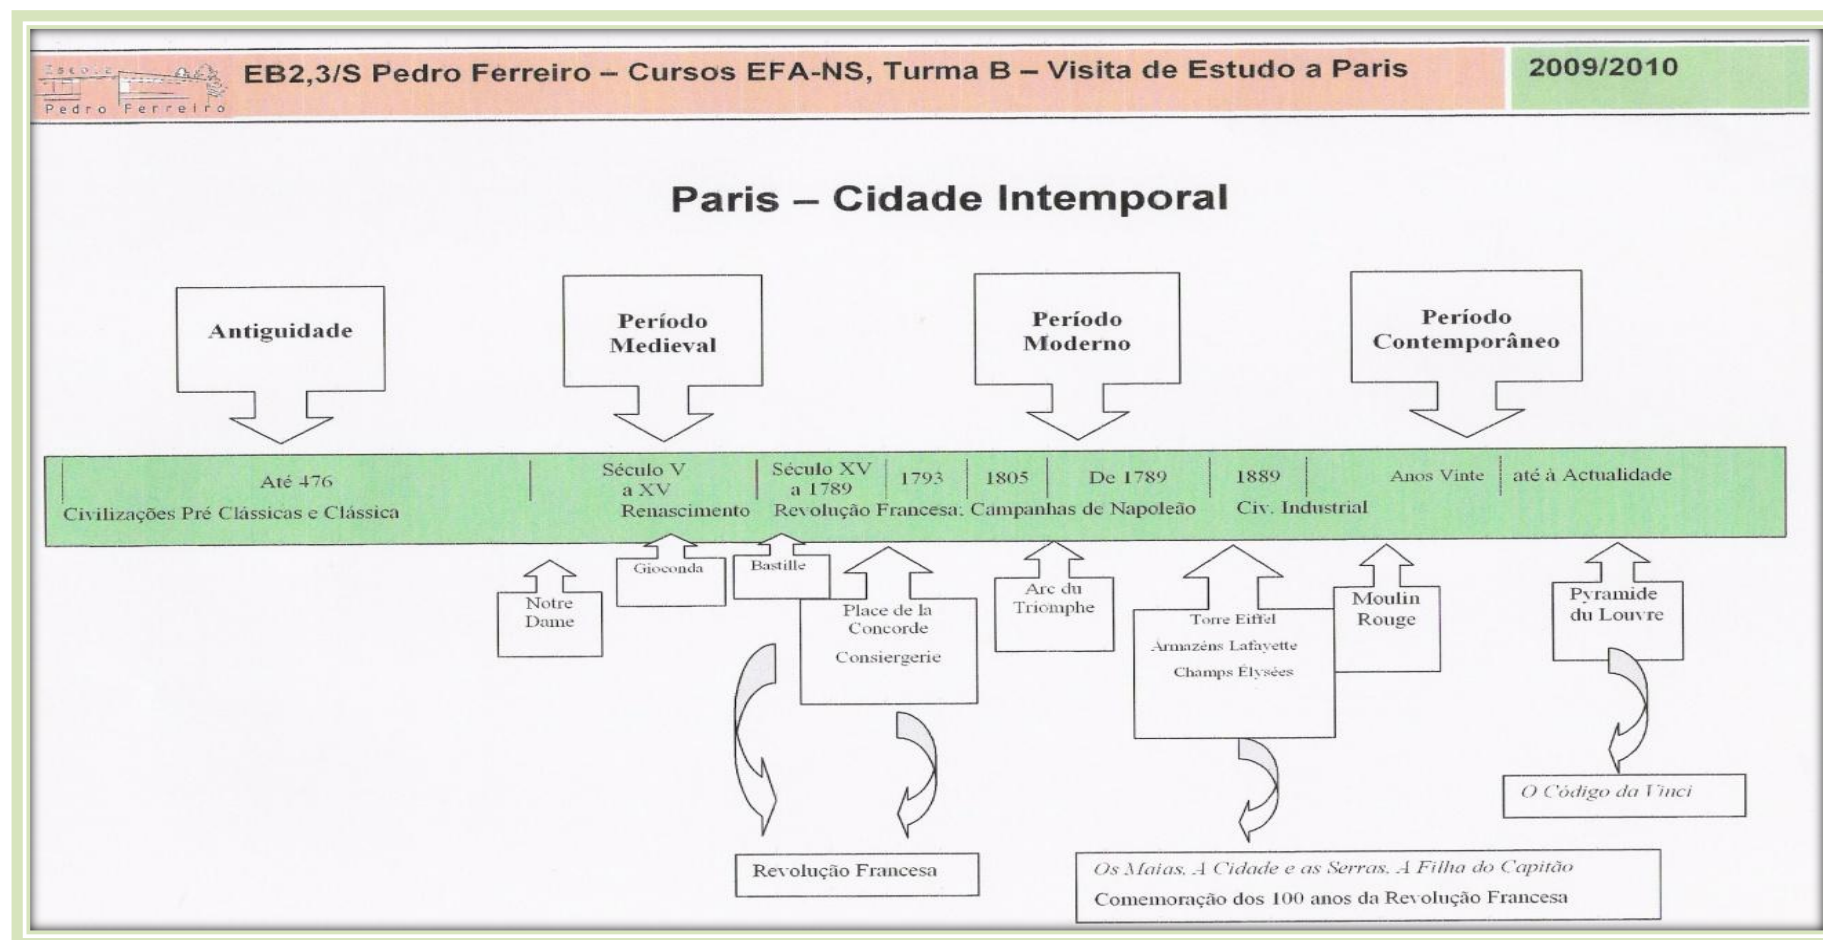 Escola
Pedro Ferreiro
EB2,3/S Pedro Ferreiro – Cursos EFA-NS, Turma B – Visita de Estudo a Paris
2009/2010
Paris – Cidade Intemporal
Antiguidade
Período
Medieval
Período
Moderno
Período
Contemporâneo
Até 476
Civilizações Pré Clássicas e Clássica
Século V
a XV
Renascimento
Século XV
a 1789
1793
1805
De 1789
1889
Anos Vinte
até à Actualidade
Revolução Francesa: Campanhas de Napoleão
Civ. Industrial
Notre
Dame
Gioconda
Bastille
Place de la
Concorde
Consiergerie
Arc du
Triomphe
Torre Eiffel
Armazéns Lafayette
Champs Élysées
Moulin
Rouge
Pyramide
du Louvre
O Código da Vinci
Revolução Francesa
Os Maias. A Cidade e as Serras. A Filha do Capitão
Comemoração dos 100 anos da Revolução Francesa